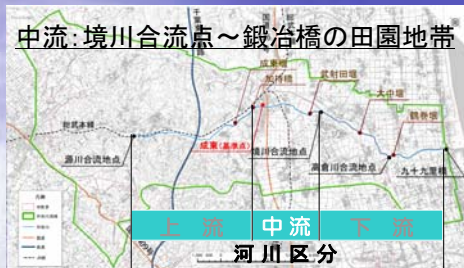 中流:境川合流点～鍛冶橋の田園地帯
成東堰
加持橋
武射田堰
大中堰
鶴巻堰
総武本線
源川合流地点
成東(基準点)
境川合流地点
高倉川合流地点
九十九里橋
上流
中流
下流
河川区分